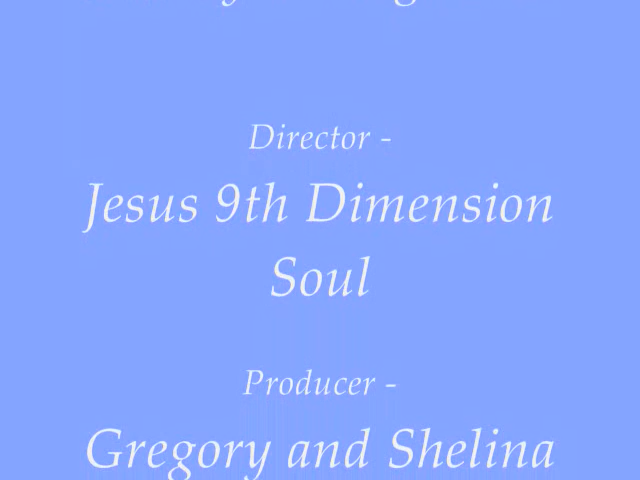 Director -
Jesus 9th Dimension
Soul
Producer -
Gregory and Shelina